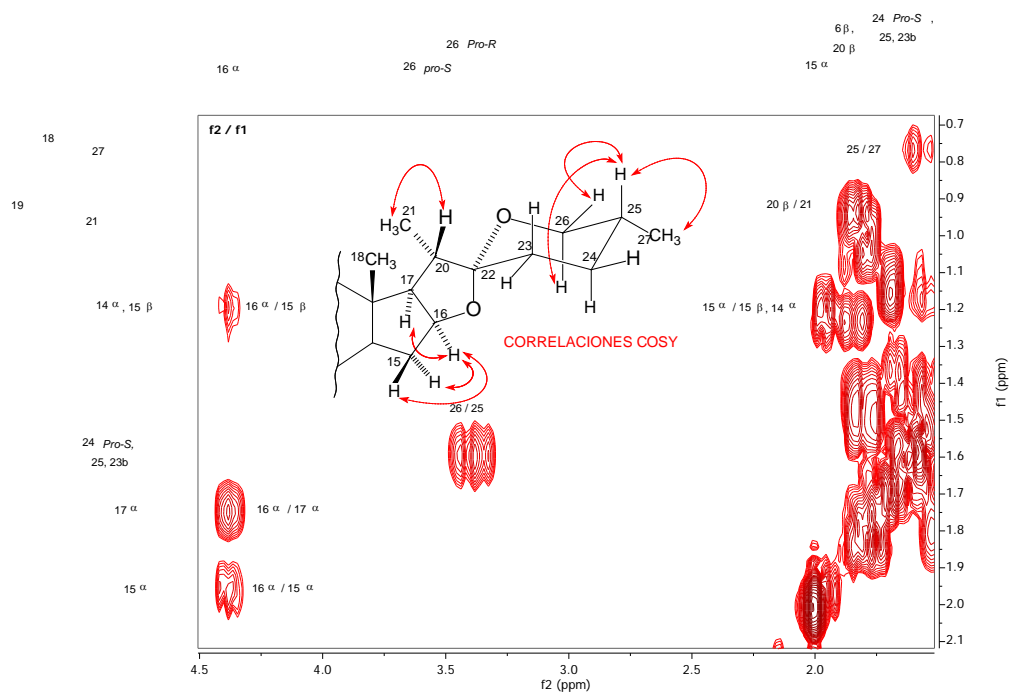 24 Pro-S ,
6 β,
25, 23b
26 Pro-R
20 β
26 pro-S
15 α
16 α
f2 / f1
18
27
25 / 27
19
21
20 β / 21
H
H
H
21
H3C
H
H
O
26
25
27 CH3
20
23
24
H
18 CH3
22
H
H
H
17
O
14 α , 15 β
16 α / 15 β
16
15 α / 15 β , 14 α
H
H
CORRELACIONES COSY
15
H
H
26 / 25
24 Pro-S,
25, 23b
17 α
16 α / 17 α
15 α
16 α / 15 α
0.7
0.8
0.9
1.0
1.1
1.2
1.3
1.4
1.5
1.6
1.7
1.8
1.9
2.0
2.1
f1 (ppm)
4.5 4.0 3.5 3.0 2.5 2.0
f2 (ppm)